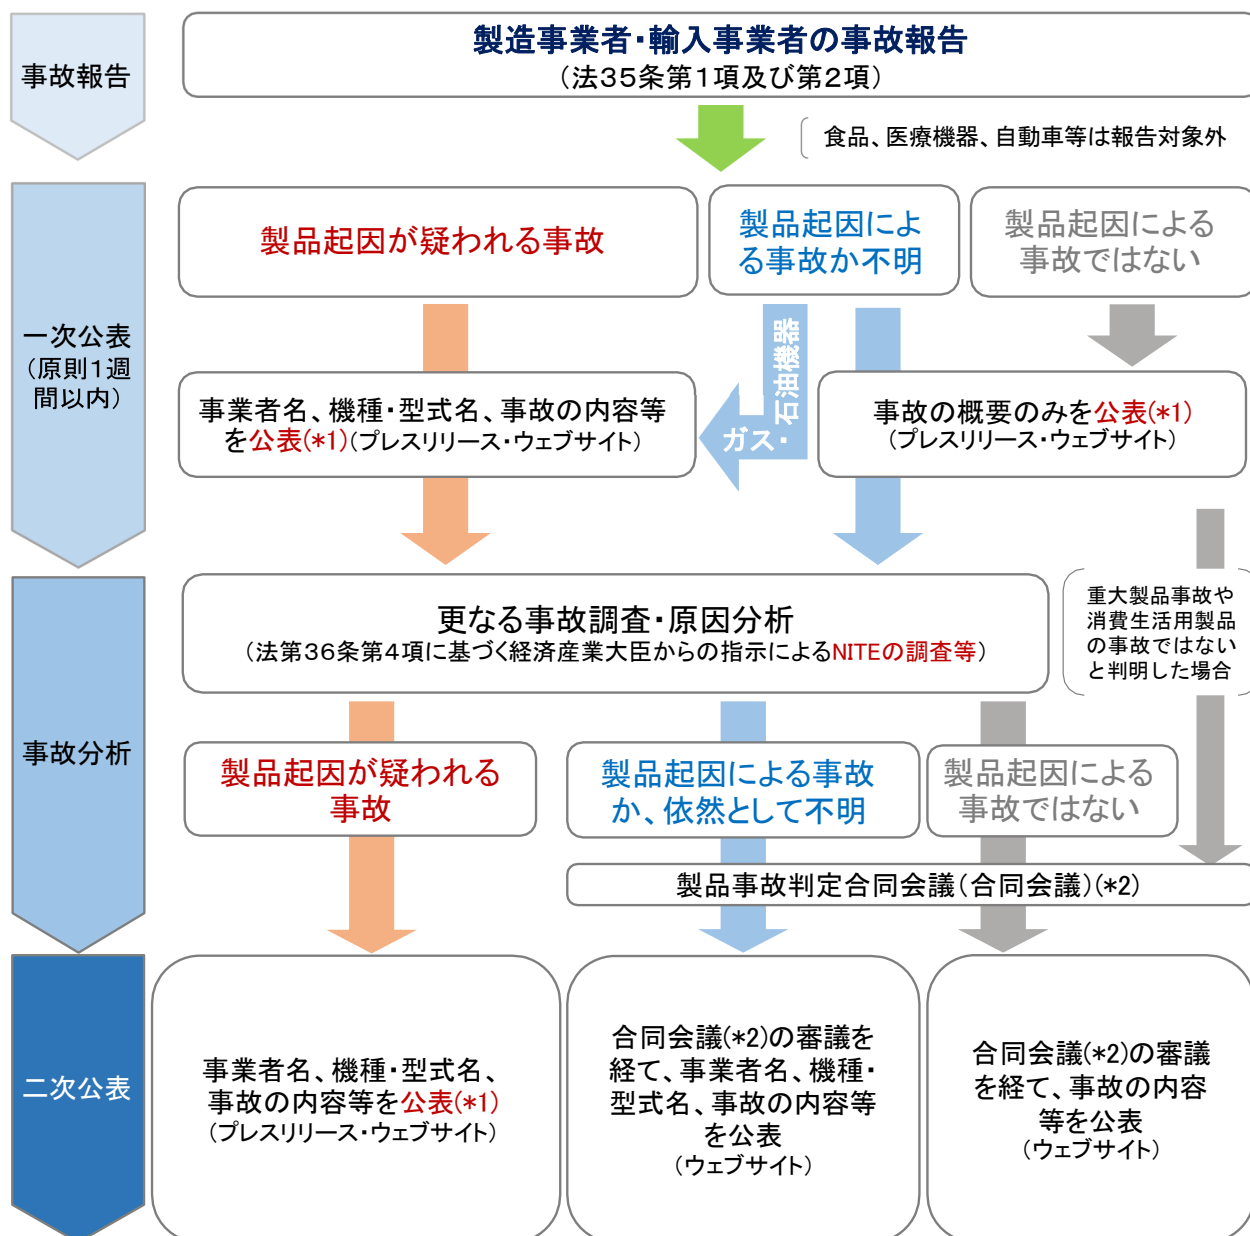 事故報告
製造事業者・輸入事業者の事故報告
（法３５条第１項及び第２項）
食品、医療機器、自動車等は報告対象外
一次公表
（原則１週
間以内）
製品起因が疑われる事故
製品起因によ
る事故か不明
製品起因による
事故ではない
ガス・石油機器
事業者名、機種・型式名、事故の内容等
を公表(*1)（プレスリリース・ウェブサイト）
事故の概要のみを公表(*1)
（プレスリリース・ウェブサイト）
事故分析
更なる事故調査・原因分析
（法第３６条第４項に基づく経済産業大臣からの指示によるNITEの調査等）
重大製品事故や
消費生活用製品
の事故ではない
と判明した場合
製品起因が疑われる
事故
製品起因による事故
か、依然として不明
製品起因による
事故ではない
製品事故判定合同会議（合同会議）(*2)
二次公表
事業者名、機種・型式名、
事故の内容等を公表(*1)
（プレスリリース・ウェブサイト）
合同会議(*2)の審議を
経て、事業者名、機種・
型式名、事故の内容等
を公表
（ウェブサイト）
合同会議(*2)の審議
を経て、事故の内容
等を公表
（ウェブサイト）